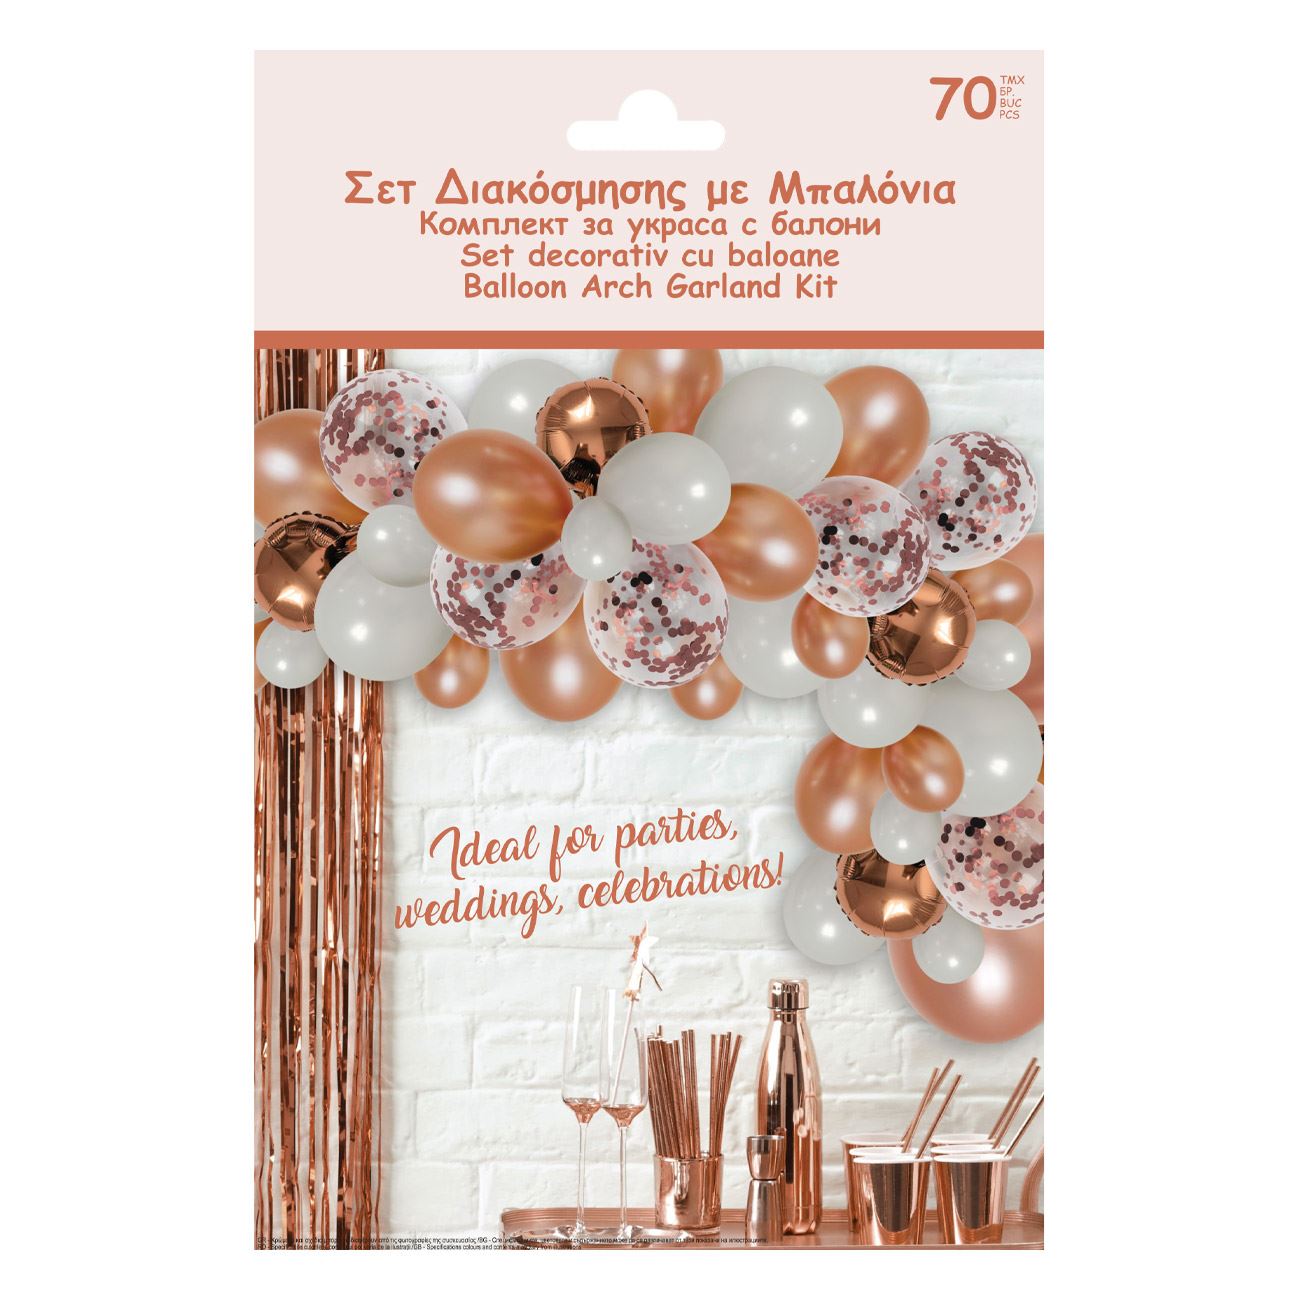 70 ΤΜΧ
БР.
BUC
PCS
Σετ Διακόσμησης με Μπαλόνια
Комплект за украса с балони
Set decorativ cu baloane
Balloon Arch Garland Kit
Ideal for parties,
weddings, celebrations!